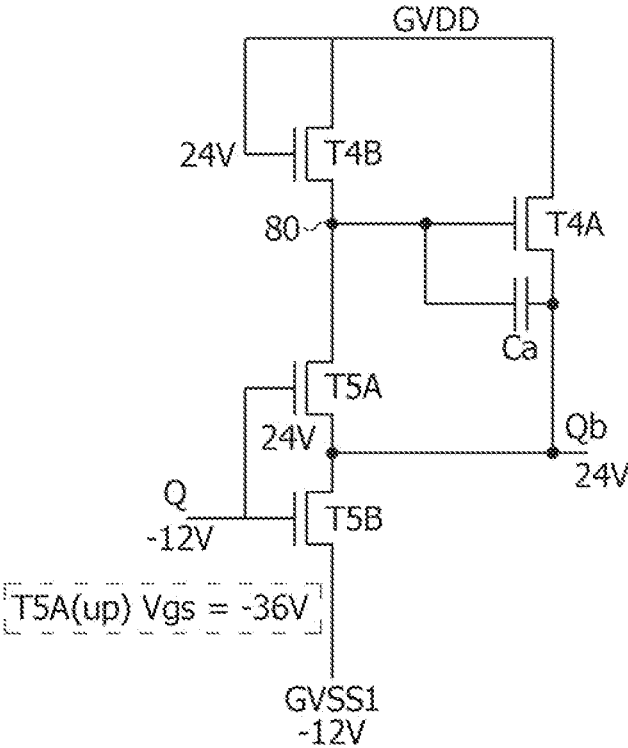 GVDD
24V
T4B
80
T4A
Ca
T5A
24V
Qb
24V
Q
-12V
T5B
T5A(up) Vgs = -36V
GVSS1
-12V